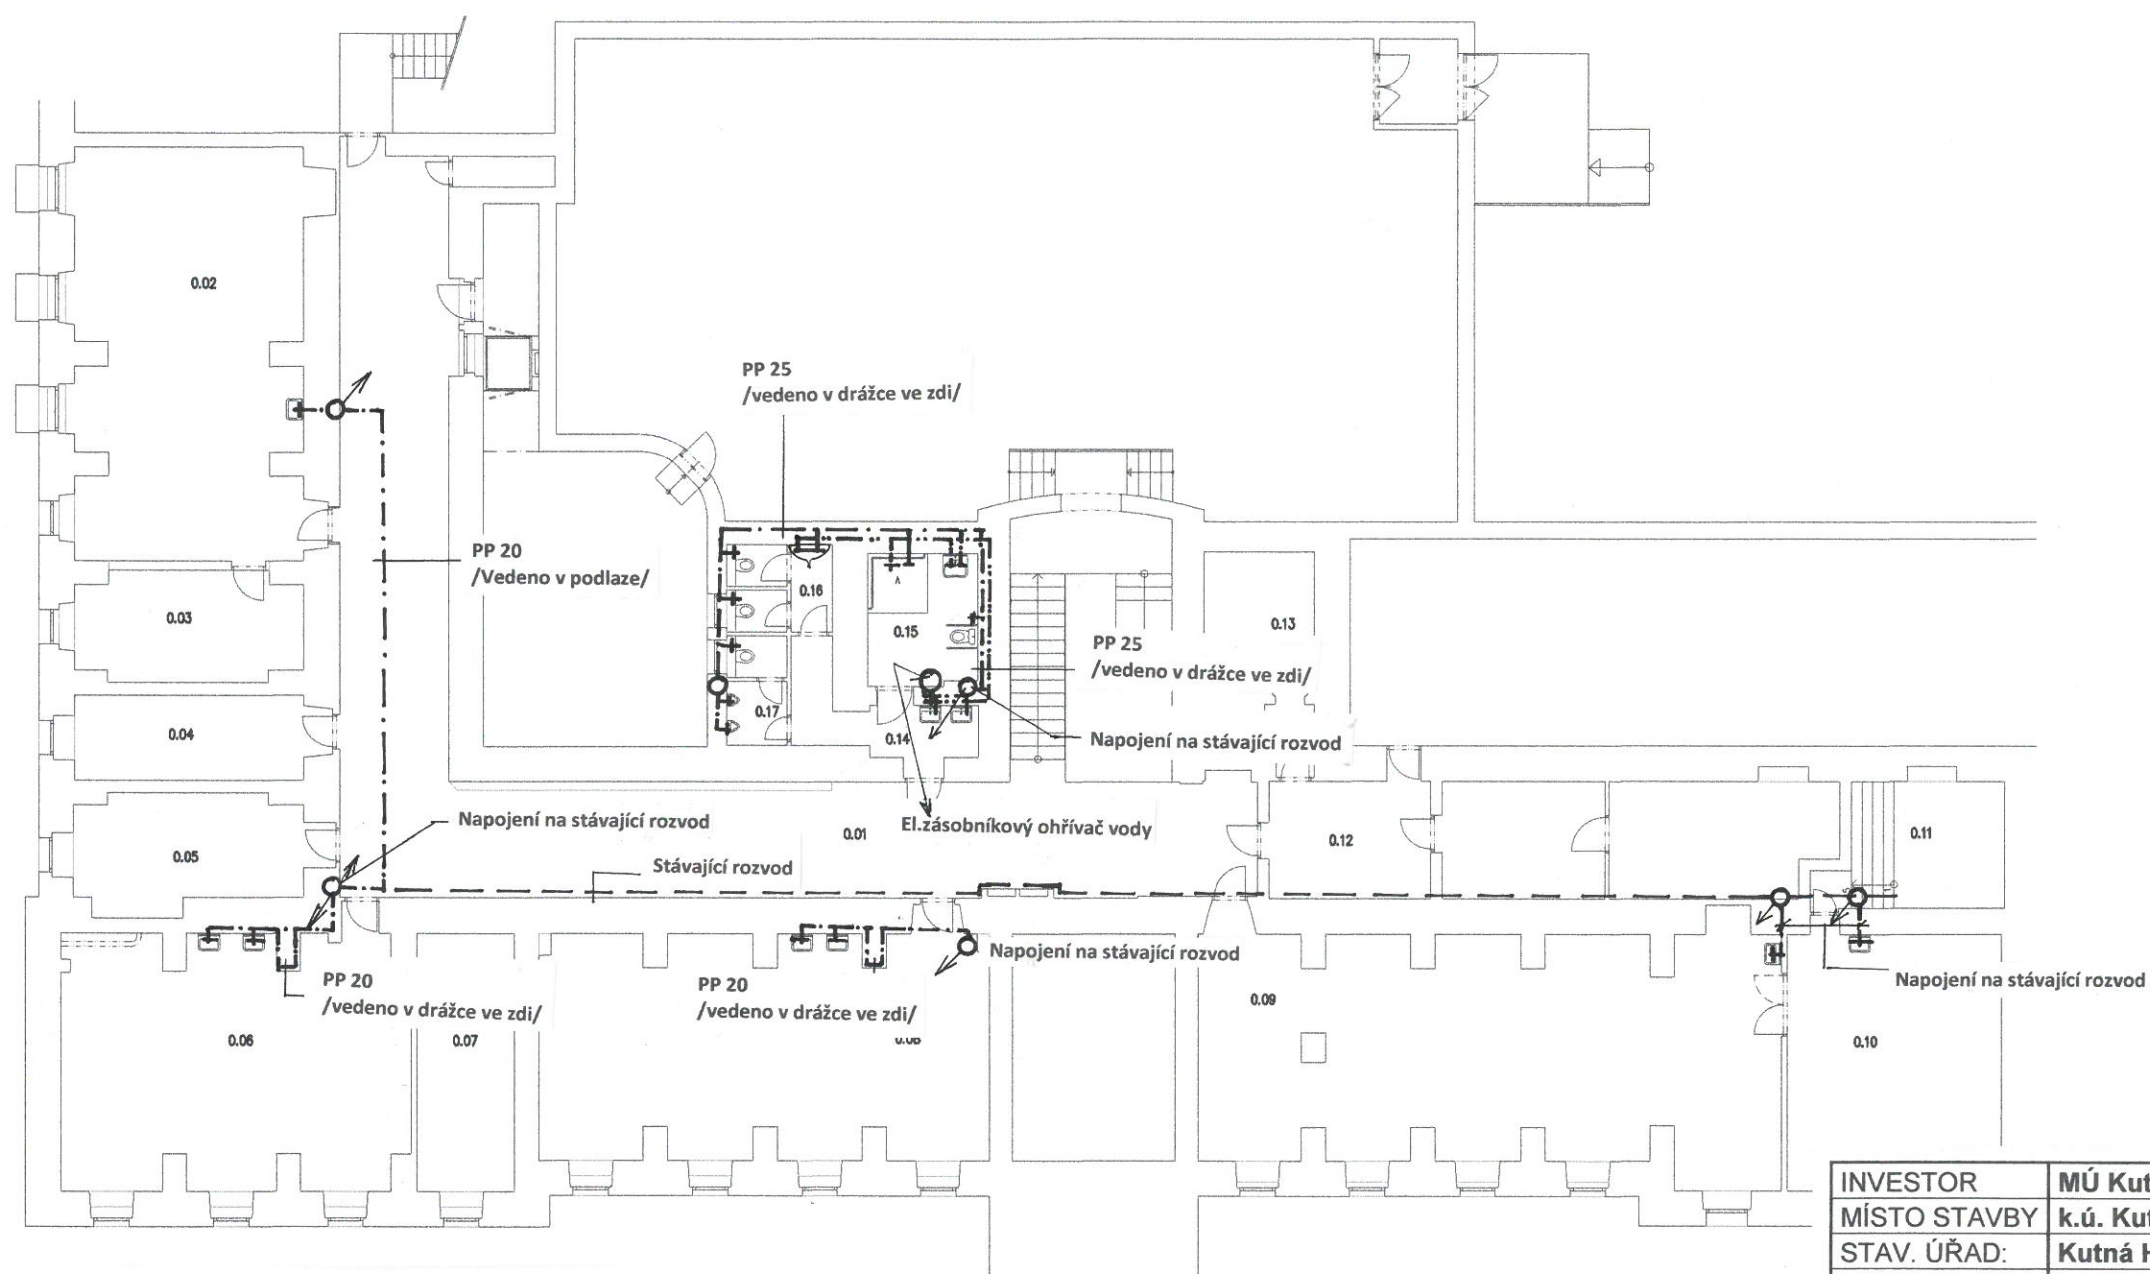 0.02
PP 25
/vedeno v drážce ve zdi/
PP 20
/Vedeno v podlaze/
0.16
A
0.15
0.03
0.13
PP 25
/vedeno v drážce ve zdi/
0.17
0.04
0.14
Napojení na stávající rozvod
Napojení na stávající rozvod
0.01
El.zásobníkový ohřívač vody
0.12
0.11
0.05
Stávající rozvod
Napojení na stávající rozvod
PP 20
/vedeno v drážce ve zdi/
PP 20
/vedeno v drážce ve zdi/
0.09
Napojení na stávající rozvod
0.06
0.07
0.10
INVESTOR MÚ Kut
MÍSTO STAVBY k.ú. Kut
STAV. ÚŘAD: Kutná H